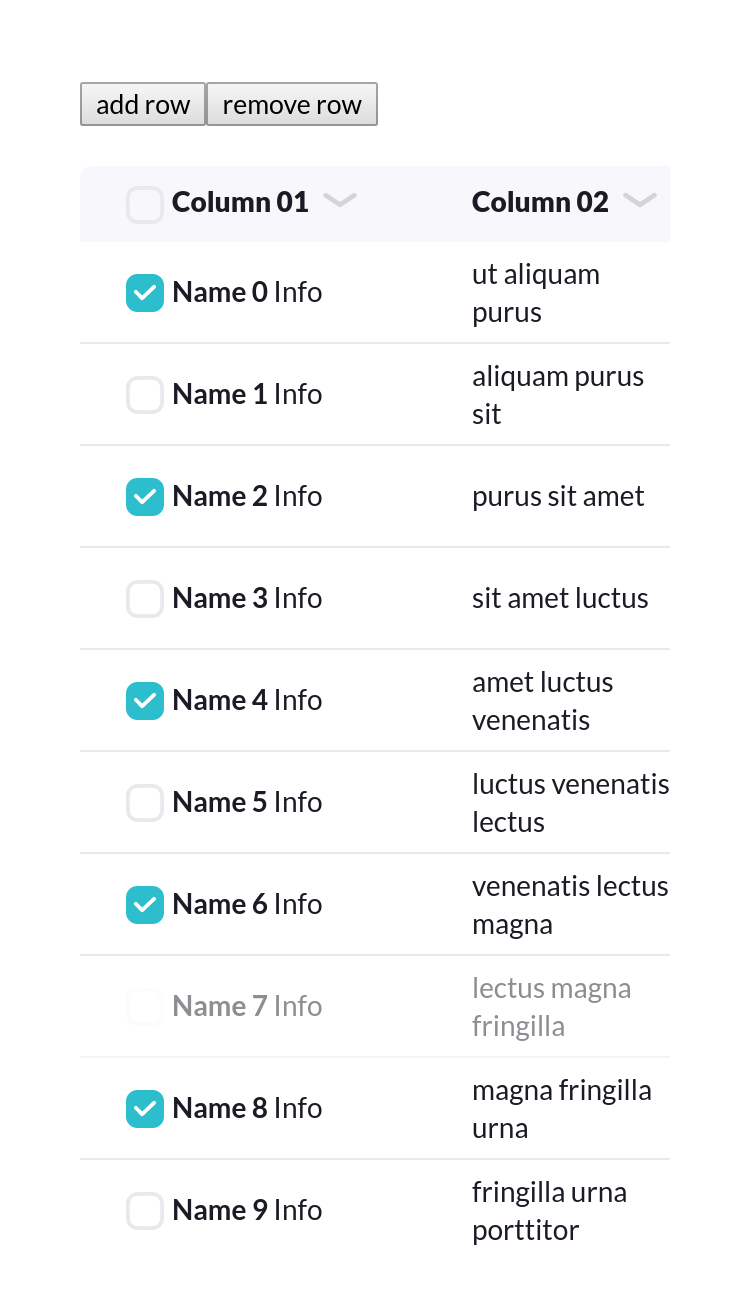 add row remove row
Column 01 Column 02
Name 0 Info ut aliquam
purus
Name 1 Info aliquam purus
sit
Name 2 Info purus sit amet
Name 3 Info sit amet luctus
Name 4 Info amet luctus
venenatis
Name 5 Info luctus venenatis
lectus
Name 6 Info venenatis lectus
magna
Name 7 Info lectus magna
fringilla
Name 8 Info magna fringilla
urna
Name 9 Info fringilla urna
porttitor